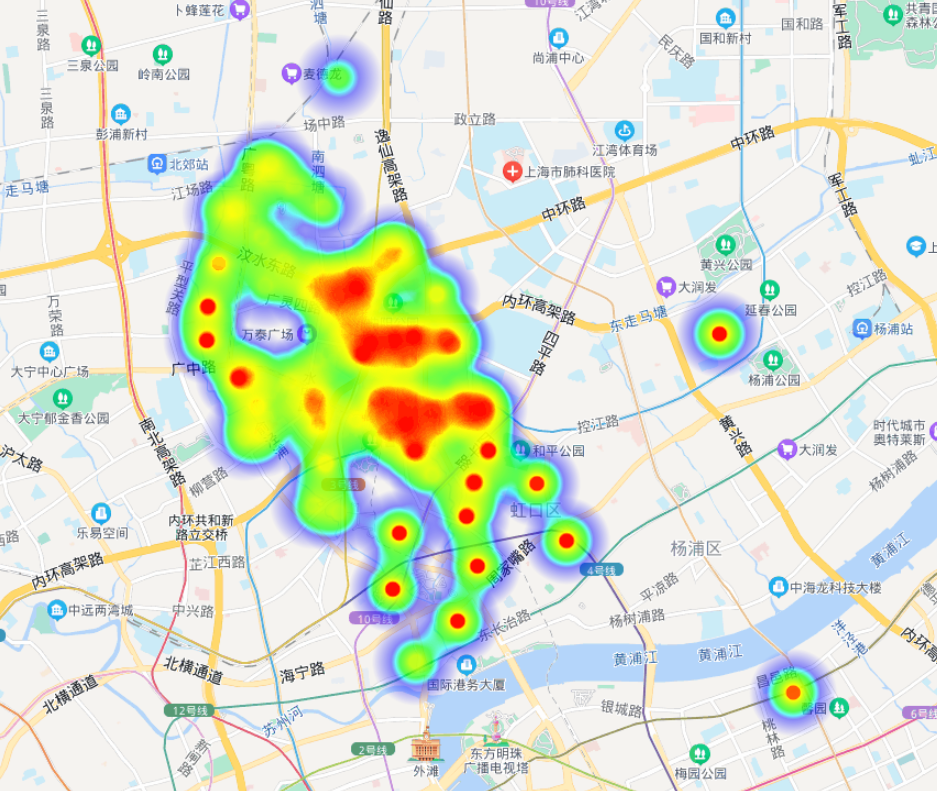 卜蜂莲花
泗塘
仙路
10号线
江湾
三泉路
三泉公园
岭南公园
麦德龙
尚浦中心
民庆路
国和新村
国和路
军工路
共青国
森林公
三泉路
彭浦新村
场中路
政立路
逸仙高架路
江湾体育场
中环路
虹江
北郊站
广粤路
南泗塘
走马塘
江场路
上海市肺科医院
中环路
军工路
汶水东路
黄兴公园
上
平型关路
万荣路
广灵四路
万泰广场
内环高架路
东走马塘
大润发
延春公园
控江路
杨浦站
四平路
大宁中心广场
广中路
杨浦公园
大宁郁金香公园
南北高架路
控江路
黄兴路
时代城市
奥特莱斯
沪太路
柳营路
3号线
和平公园
大润发
杨树浦路
乐易空间
内环共和新
路立交桥
虹口区
西路
芷江西路
周家嘴路
杨浦区
黄浦江
内环高架路
4号线
平凉路
中海龙科技大楼
中远两湾城
中兴路
10号线
东长治路
杨树浦路
洋泾港
内环
北横通道
海宁路
国际港务大厦
黄浦江
黄浦江
昌邑路
北横通道
12号线
苏州河
银城路
桃林路
6号线
新闸路
2号线
外滩
东方明珠
广播电视塔
梅园公园